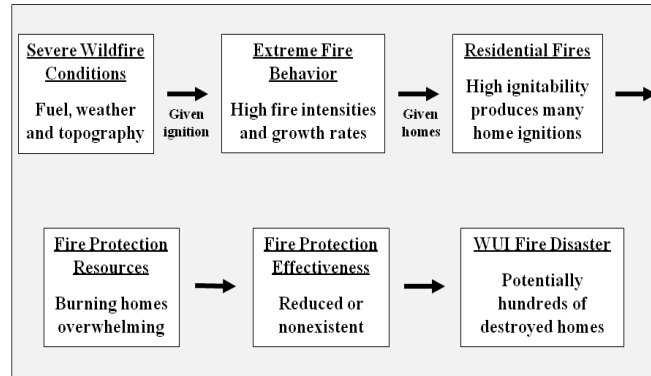 Severe Wildfire
Conditions
Fuel, weather
and topography
Given
ignition
Extreme Fire
Behavior
High fire intensities
and growth rates
Given
homes
Residential Fires
High ignitability
produces many
home ignitions
Fire Protection
Resources
Burning homes
overwhelming
Fire Protection
Effectiveness
Reduced or
nonexistent
WUI Fire Disaster
Potentially
hundreds of
destroyed homes